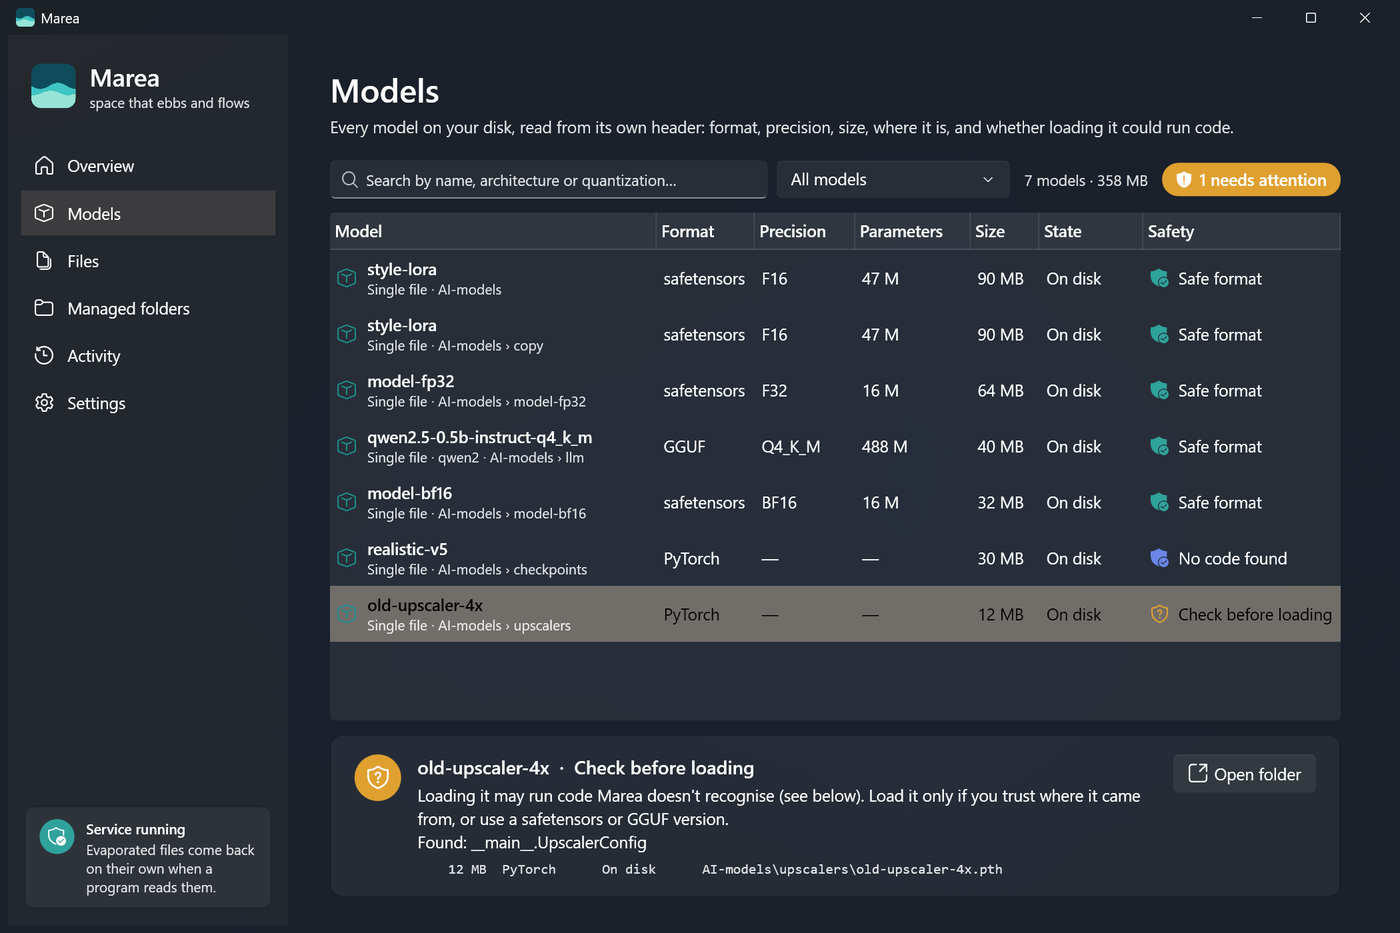 Marea
Marea
space that ebbs and flows
Overview
Models
Files
Managed folders
Activity
Settings
Service running
Evaporated files come back
on their own when a
program reads them.
Models
Every model on your disk, read from its own header: format, precision, size, where it is, and whether loading it could run code.
Search by name, architecture or quantization...
All models
7 models · 358 MB
1 needs attention
Model Format Precision Parameters Size State Safety
style-lora
Single file · AI-models
safetensors F16 47 M 90 MB On disk Safe format
style-lora
Single file · AI-models › copy
safetensors F16 47 M 90 MB On disk Safe format
model-fp32
Single file · AI-models › model-fp32
safetensors F32 16 M 64 MB On disk Safe format
qwen2.5-0.5b-instruct-q4_k_m
Single file · qwen2 · AI-models › llm
GGUF Q4_K_M 488 M 40 MB On disk Safe format
model-bf16
Single file · AI-models › model-bf16
safetensors BF16 16 M 32 MB On disk Safe format
realistic-v5
Single file · AI-models › checkpoints
PyTorch — — 30 MB On disk No code found
old-upscaler-4x
Single file · AI-models › upscalers
PyTorch — — 12 MB On disk Check before loading
old-upscaler-4x · Check before loading
Loading it may run code Marea doesn't recognise (see below). Load it only if you trust where it came
from, or use a safetensors or GGUF version.
Found: __main__.UpscalerConfig
12 MB PyTorch On disk AI-models\upscalers\old-upscaler-4x.pth
Open folder